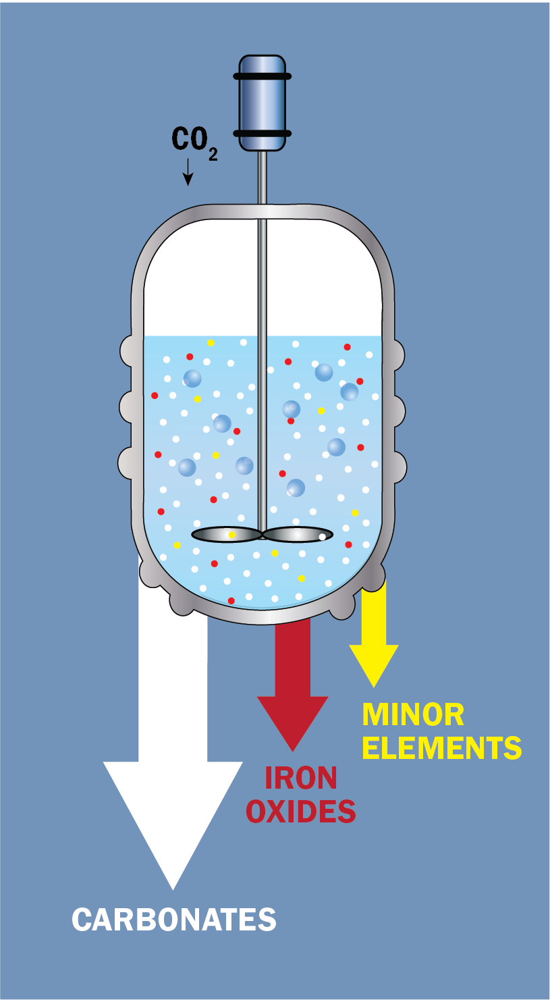 CO₂
MINOR
ELEMENTS
IRON
OXIDES
CARBONATES